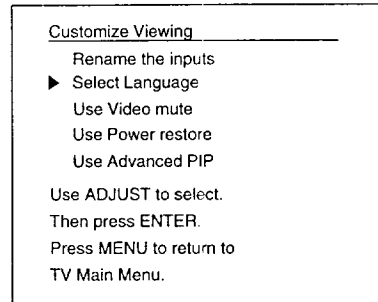 Customize Viewing
Rename the inputs
▶ Select Language
Use Video mute
Use Power restore
Use Advanced PIP
Use ADJUST to select.
Then press ENTER.
Press MENU to return to
TV Main Menu.